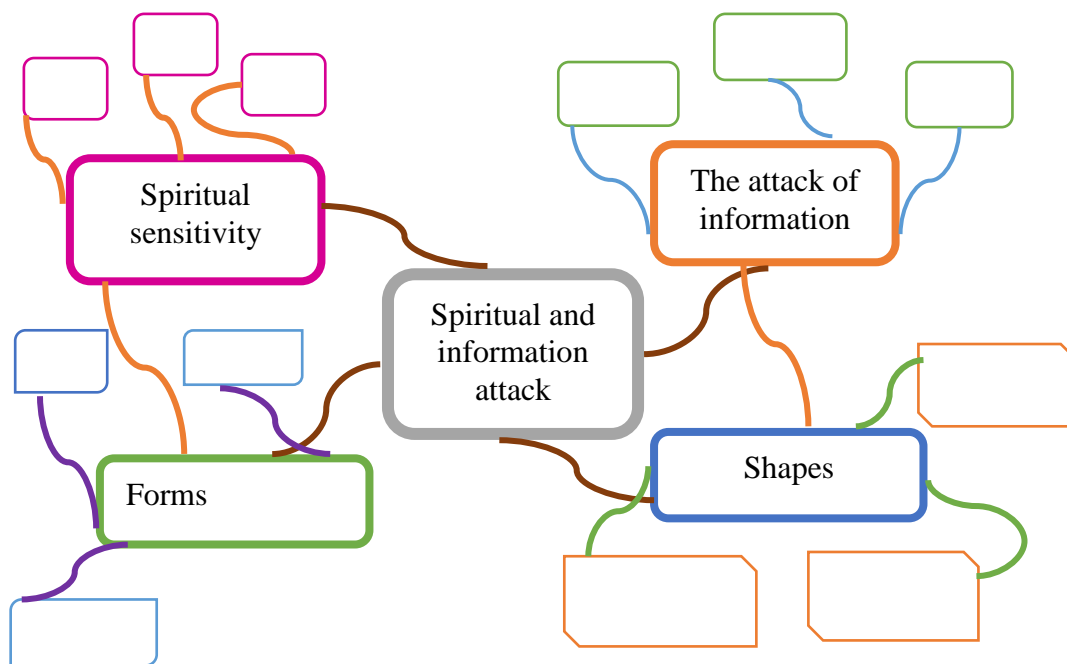 Spiritual
sensitivity
The attack of
information
Spiritual and
information
attack
Forms
Shapes